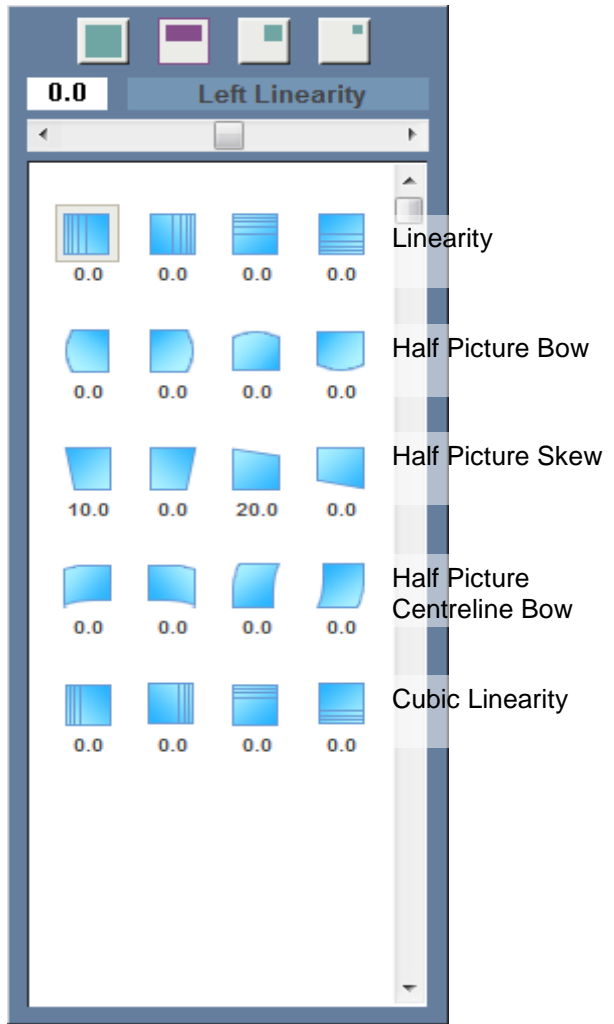 0.0 Left Linearity
Linearity
0.0 0.0 0.0 0.0
Half Picture Bow
0.0 0.0 0.0 0.0
Half Picture Skew
10.0 0.0 20.0 0.0
Half Picture
Centreline Bow
0.0 0.0 0.0 0.0
Cubic Linearity
0.0 0.0 0.0 0.0